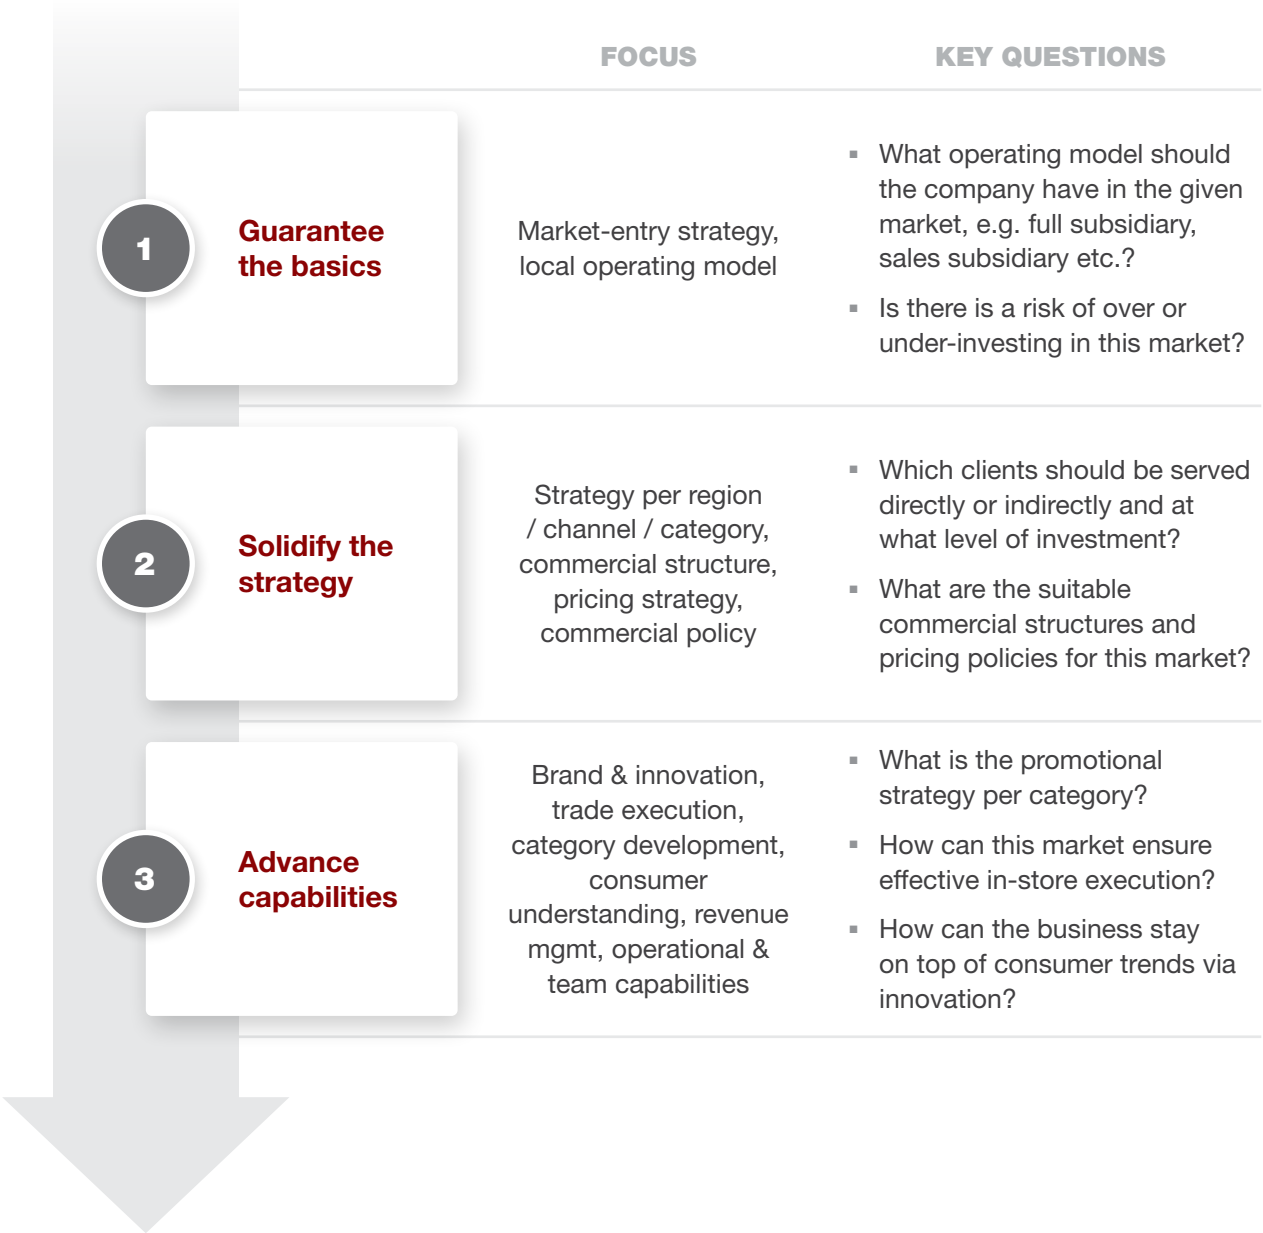 FOCUS
KEY QUESTIONS
1
Guarantee
the basics
Market-entry strategy,
local operating model
▪ What operating model should
the company have in the given
market, e.g. full subsidiary,
sales subsidiary etc.?
▪ Is there is a risk of over or
under-investing in this market?
2
Solidify the
strategy
Strategy per region
/ channel / category,
commercial structure,
pricing strategy,
commercial policy
▪ Which clients should be served
directly or indirectly and at
what level of investment?
▪ What are the suitable
commercial structures and
pricing policies for this market?
3
Advance
capabilities
Brand & innovation,
trade execution,
category development,
consumer
understanding, revenue
mgmt, operational &
team capabilities
▪ What is the promotional
strategy per category?
▪ How can this market ensure
effective in-store execution?
▪ How can the business stay
on top of consumer trends via
innovation?